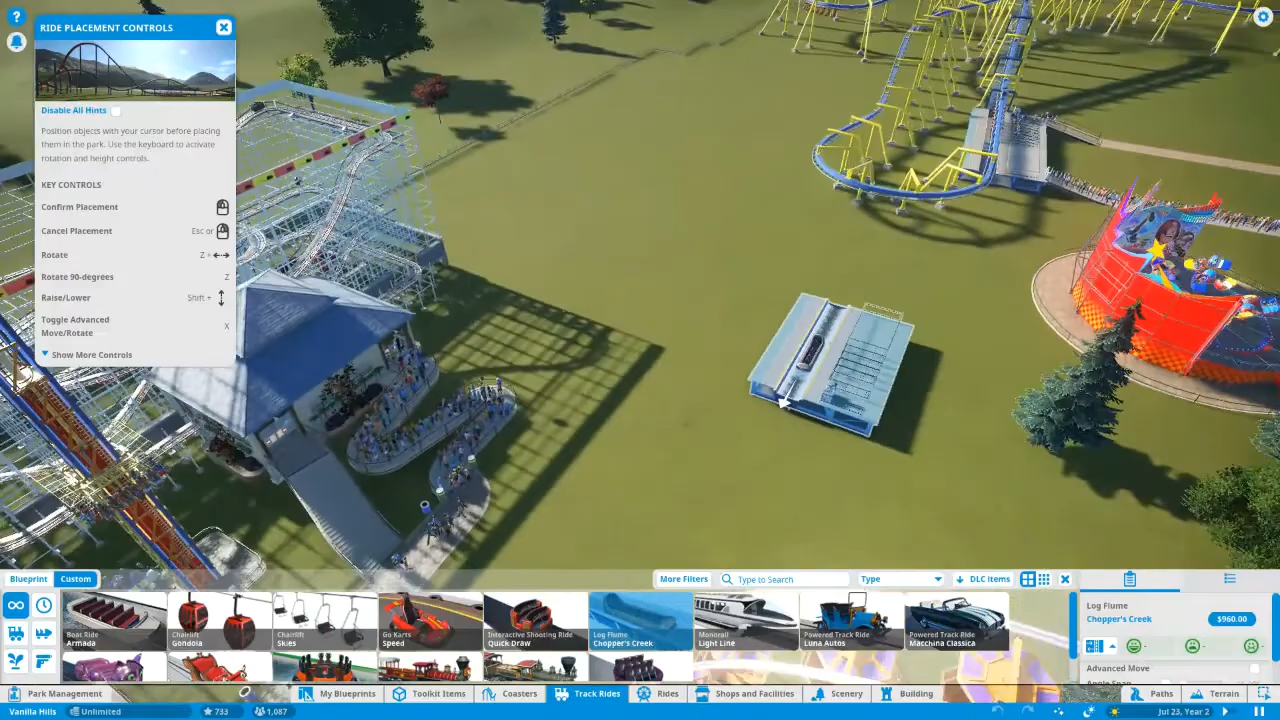 RIDE PLACEMENT CONTROLS
Disable All Hints
Position objects with your cursor before placing
them in the park. Use the keyboard to activate
rotation and height controls.
KEY CONTROLS
Confirm Placement
Cancel Placement Esc or
Rotate Z +
Rotate 90-degrees Z
Raise/Lower Shift +
Toggle Advanced
Move/Rotate X
Show More Controls
Blueprint Custom
More Filters Type to Search Type DLC Items
Boat Ride
Armada
Chairlift
Gondola
Chairlift
Skies
Go Karts
Speed
Interactive Shooting Ride
Quick Draw
Log Flume
Chopper's Creek
Monorail
Light Line
Powered Track Ride
Luna Autos
Powered Track Ride
Macchina Classica
Log Flume
Chopper's Creek $960.00
Advanced Move
Angle Snap
Park Management My Blueprints Toolkit Items Coasters Track Rides Rides Shops and Facilities Scenery Building Paths Terrain
Vanilla Hills Unlimited 733 1,087 Jul 23, Year 2